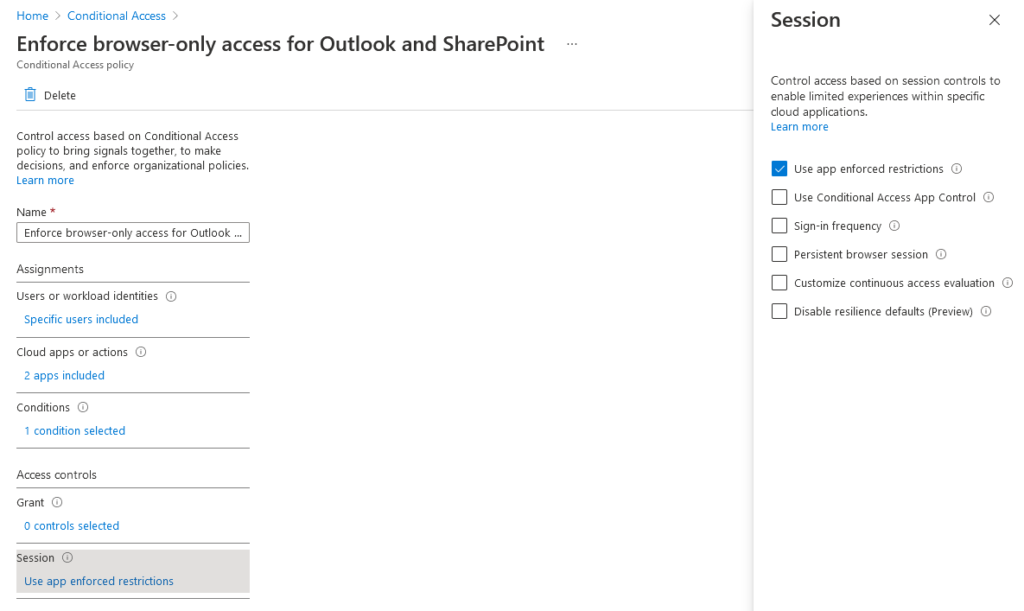 Home > Conditional Access >
Enforce browser-only access for Outlook and SharePoint ...
Conditional Access policy
Delete
Control access based on Conditional Access
policy to bring signals together, to make
decisions, and enforce organizational policies.
Learn more
Name *
Enforce browser-only access for Outlook ...
Assignments
Users or workload identities
Specific users included
Cloud apps or actions
2 apps included
Conditions
1 condition selected
Access controls
Grant
0 controls selected
Session
Use app enforced restrictions
Session
Control access based on session controls to
enable limited experiences within specific
cloud applications.
Learn more
Use app enforced restrictions
Use Conditional Access App Control
Sign-in frequency
Persistent browser session
Customize continuous access evaluation
Disable resilience defaults (Preview)